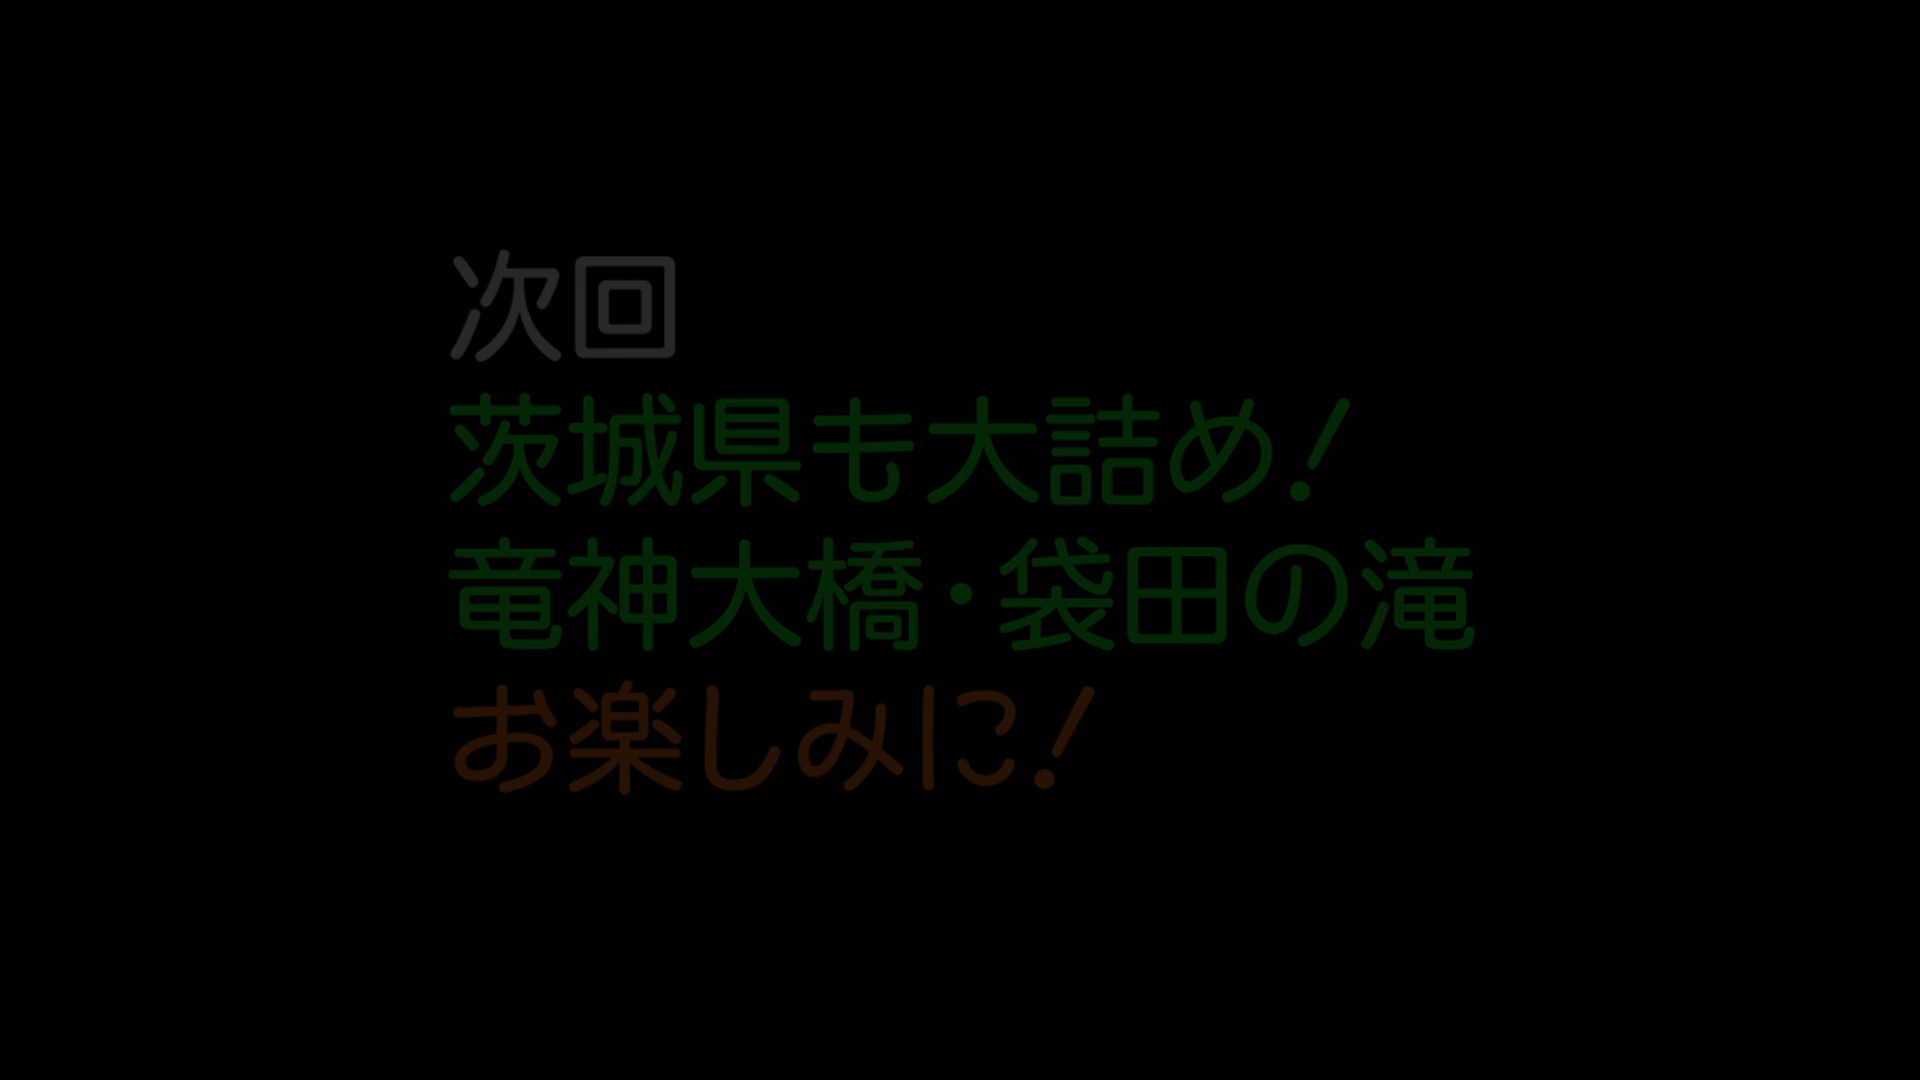 次回
茨城県も大詰め!
竜神大橋・袋田の滝
お楽しみに!